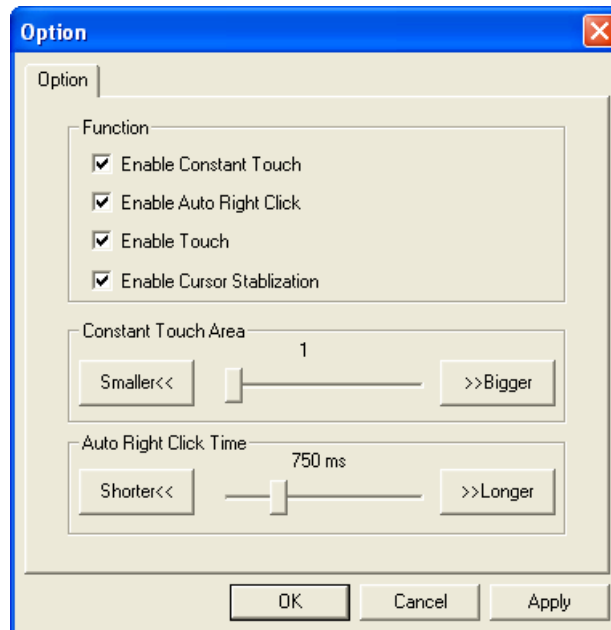 Option
Option
Function
Enable Constant Touch
Enable Auto Right Click
Enable Touch
Enable Cursor Stablization
Constant Touch Area
1
Smaller<< >>Bigger
Auto Right Click Time
750 ms
Shorter<< >>Longer
OK Cancel Apply